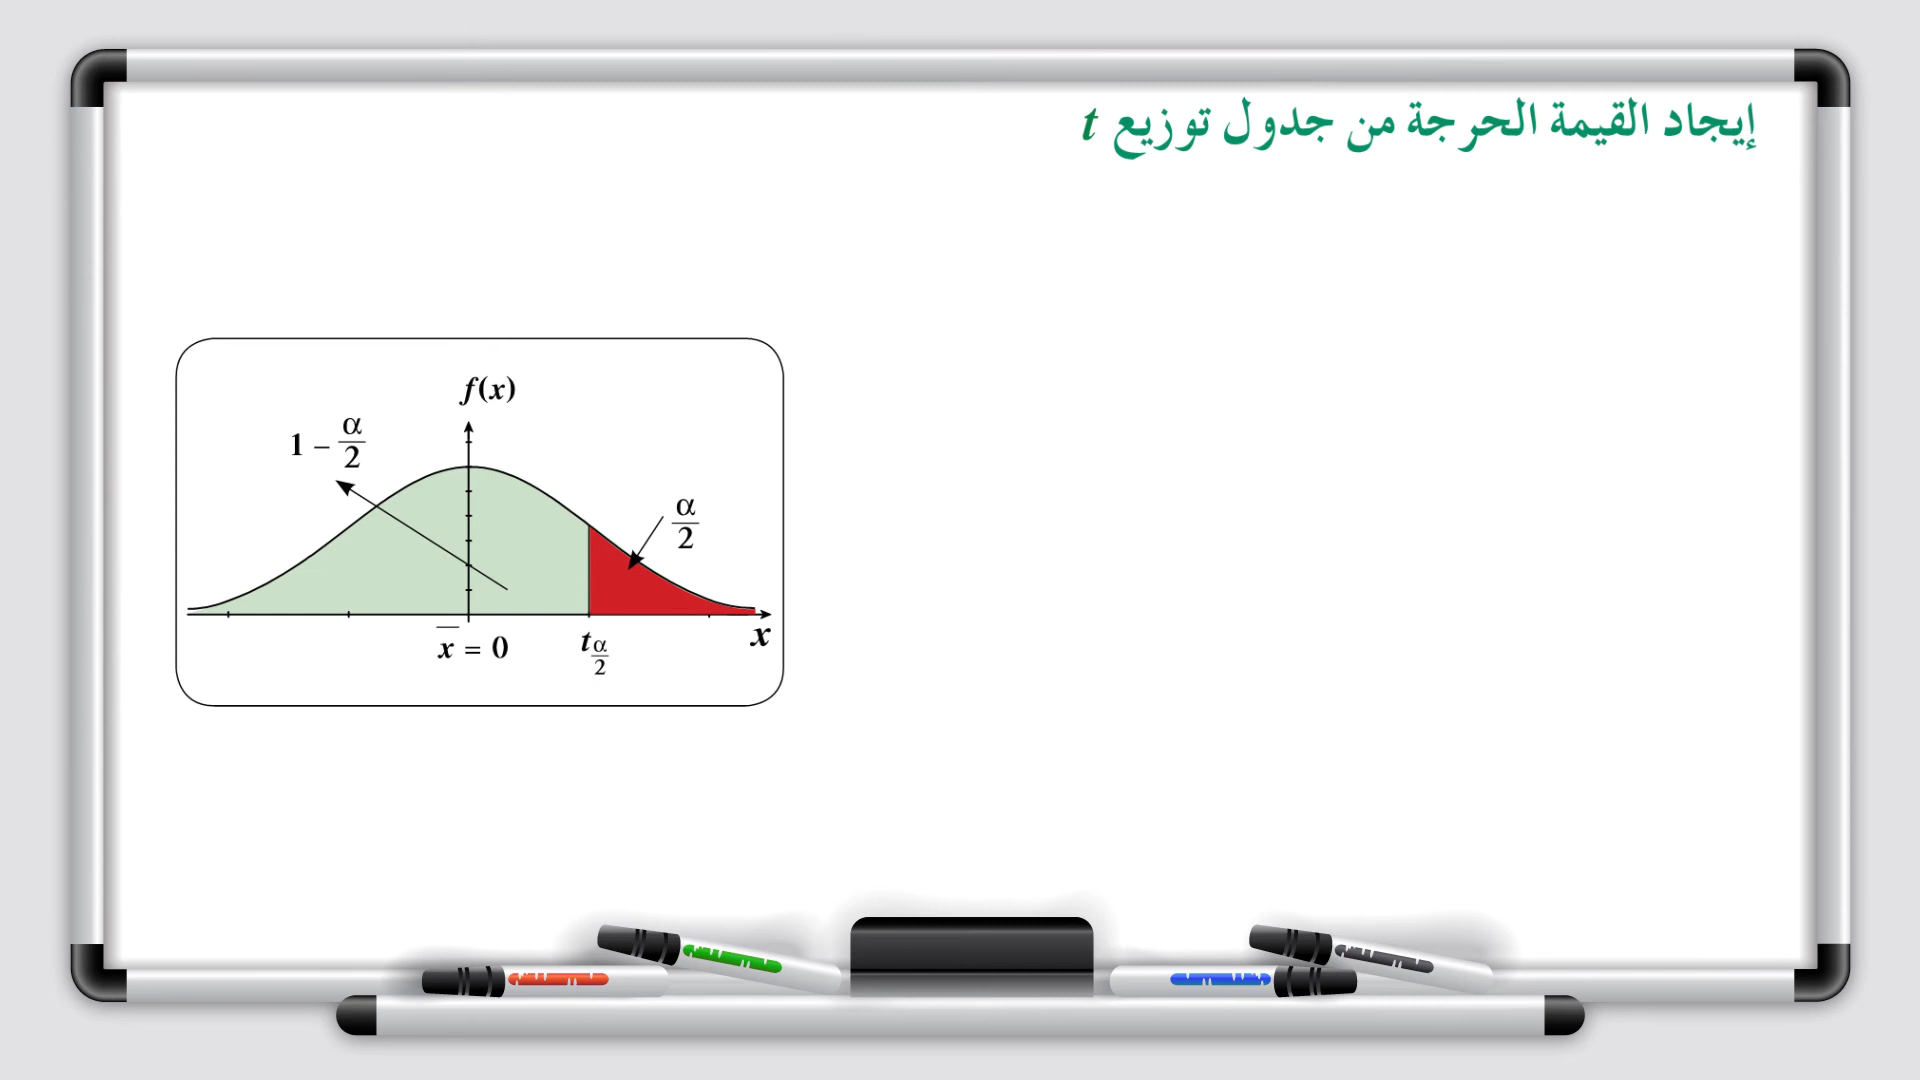 إيجاد القيمة الحرجة من جدول توزيع t
f(x)
1 – α/2
α/2
x̄ = 0
t α/2
x